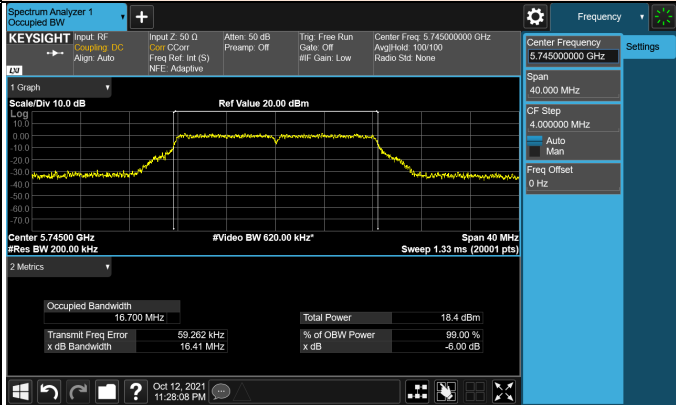 Spectrum Analyzer 1
Occupied BW
Frequency
KEYSIGHT
Input: RF
Coupling: DC
Align: Auto
Input Z: 50 Ω
Corr CCorr
Freq Ref: Int (S)
NFE: Adaptive
Atten: 50 dB
Preamp: Off
Trig: Free Run
Gate: Off
#IF Gain: Low
Center Freq: 5.745000000 GHz
Avg|Hold: 100/100
Radio Std: None
LXI
Center Frequency
5.745000000 GHz
Settings
Span
40.000 MHz
CF Step
4.000000 MHz
Auto
Man
Freq Offset
0 Hz
1 Graph
Scale/Div 10.0 dB
Ref Value 20.00 dBm
Log
10.0
0.00
-10.0
-20.0
-30.0
-40.0
-50.0
-60.0
-70.0
Center 5.74500 GHz
#Video BW 620.00 kHz*
Span 40 MHz
#Res BW 200.00 kHz
Sweep 1.33 ms (20001 pts)
2 Metrics
Occupied Bandwidth
16.700 MHz
Total Power 18.4 dBm
Transmit Freq Error 59.262 kHz
% of OBW Power 99.00 %
x dB Bandwidth 16.41 MHz
x dB -6.00 dB
Oct 12, 2021
11:28:08 PM